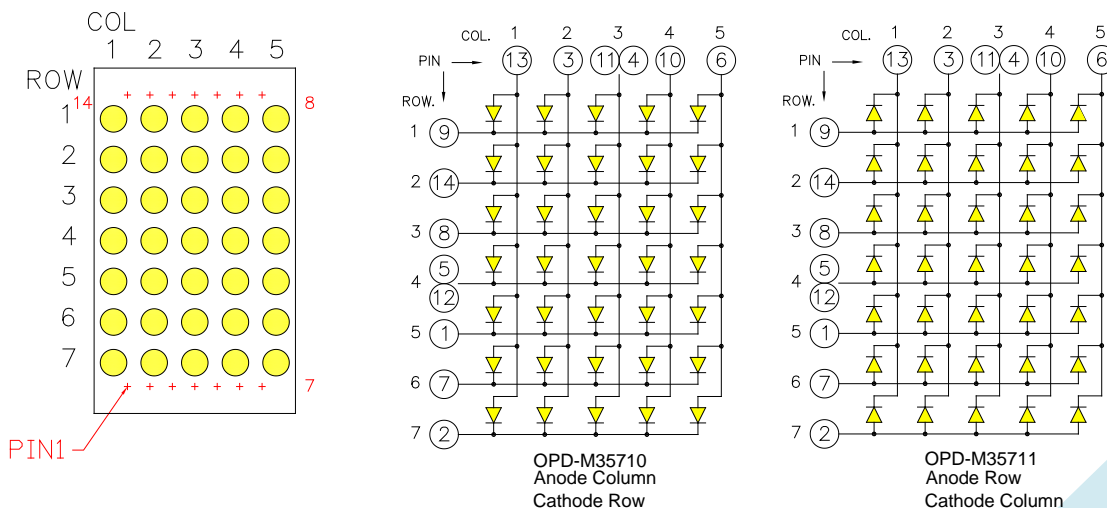 COL
1 2 3 4 5
ROW
14
8
1
2
3
4
5
6
7
7
PIN1
COL. 1 2 3 4 5
PIN 13 3 11 4 10 6
ROW.
1 9
2 14
3 8
5
4
12
5 1
6 7
7 2
OPD-M35710
Anode Column
Cathode Row
COL. 1 2 3 4 5
PIN 13 3 11 4 10 6
ROW.
1 9
2 14
3 8
5
4
12
5 1
6 7
7 2
OPD-M35711
Anode Row
Cathode Column